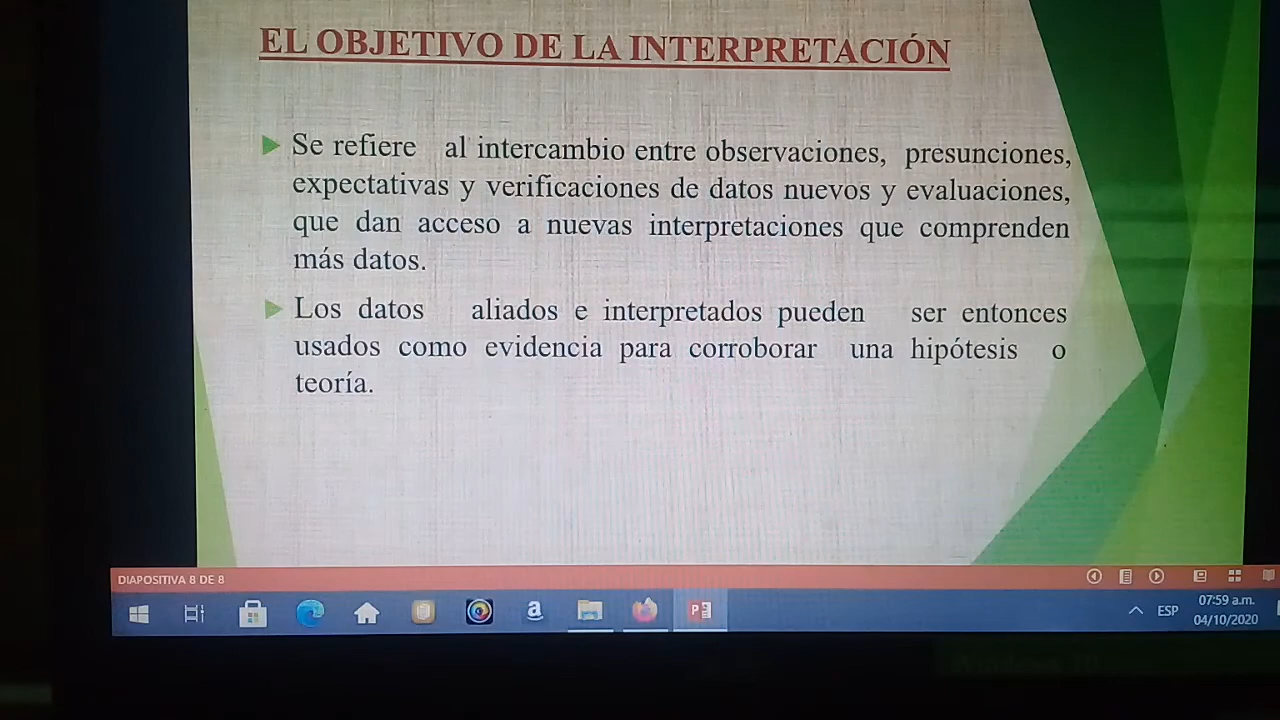 EL OBJETIVO DE LA INTERPRETACIÓN
Se refiere al intercambio entre observaciones, presunciones,
expectativas y verificaciones de datos nuevos y evaluaciones,
que dan acceso a nuevas interpretaciones que comprenden
más datos.
Los datos aliados e interpretados pueden ser entonces
usados como evidencia para corroborar una hipótesis o
teoría.
DIAPOSITIVA 8 DE 8
a
P
ESP
07:59 a.m.
04/10/2020